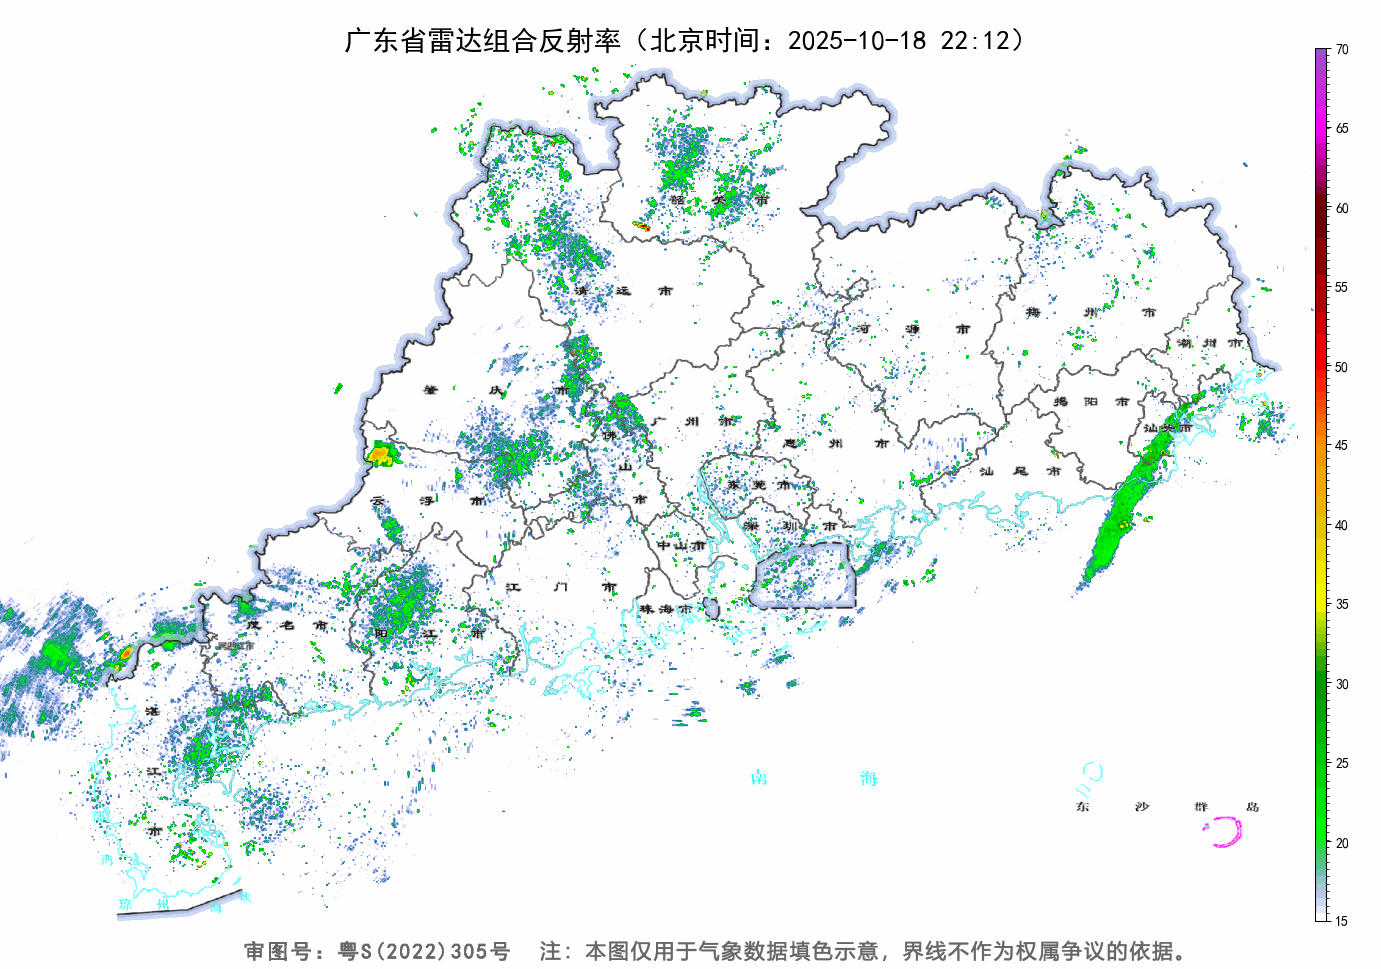 广东省雷达组合反射率（北京时间：2025-10-18 22:12）
70
65
60
55
50
45
40
35
30
25
20
15
韶关市
清远市
河源市
梅州市
潮州市
肇庆市
揭阳市
汕头市
佛山市
广州市
惠州市
汕尾市
云浮市
东莞市
深圳市
中山市
江门市
珠海市
茂名市
阳江市
湛江市
南海
东沙群岛
湾
琼州海峡
审图号：粤S(2022)305号 注：本图仅用于气象数据填色示意，界线不作为权属争议的依据。